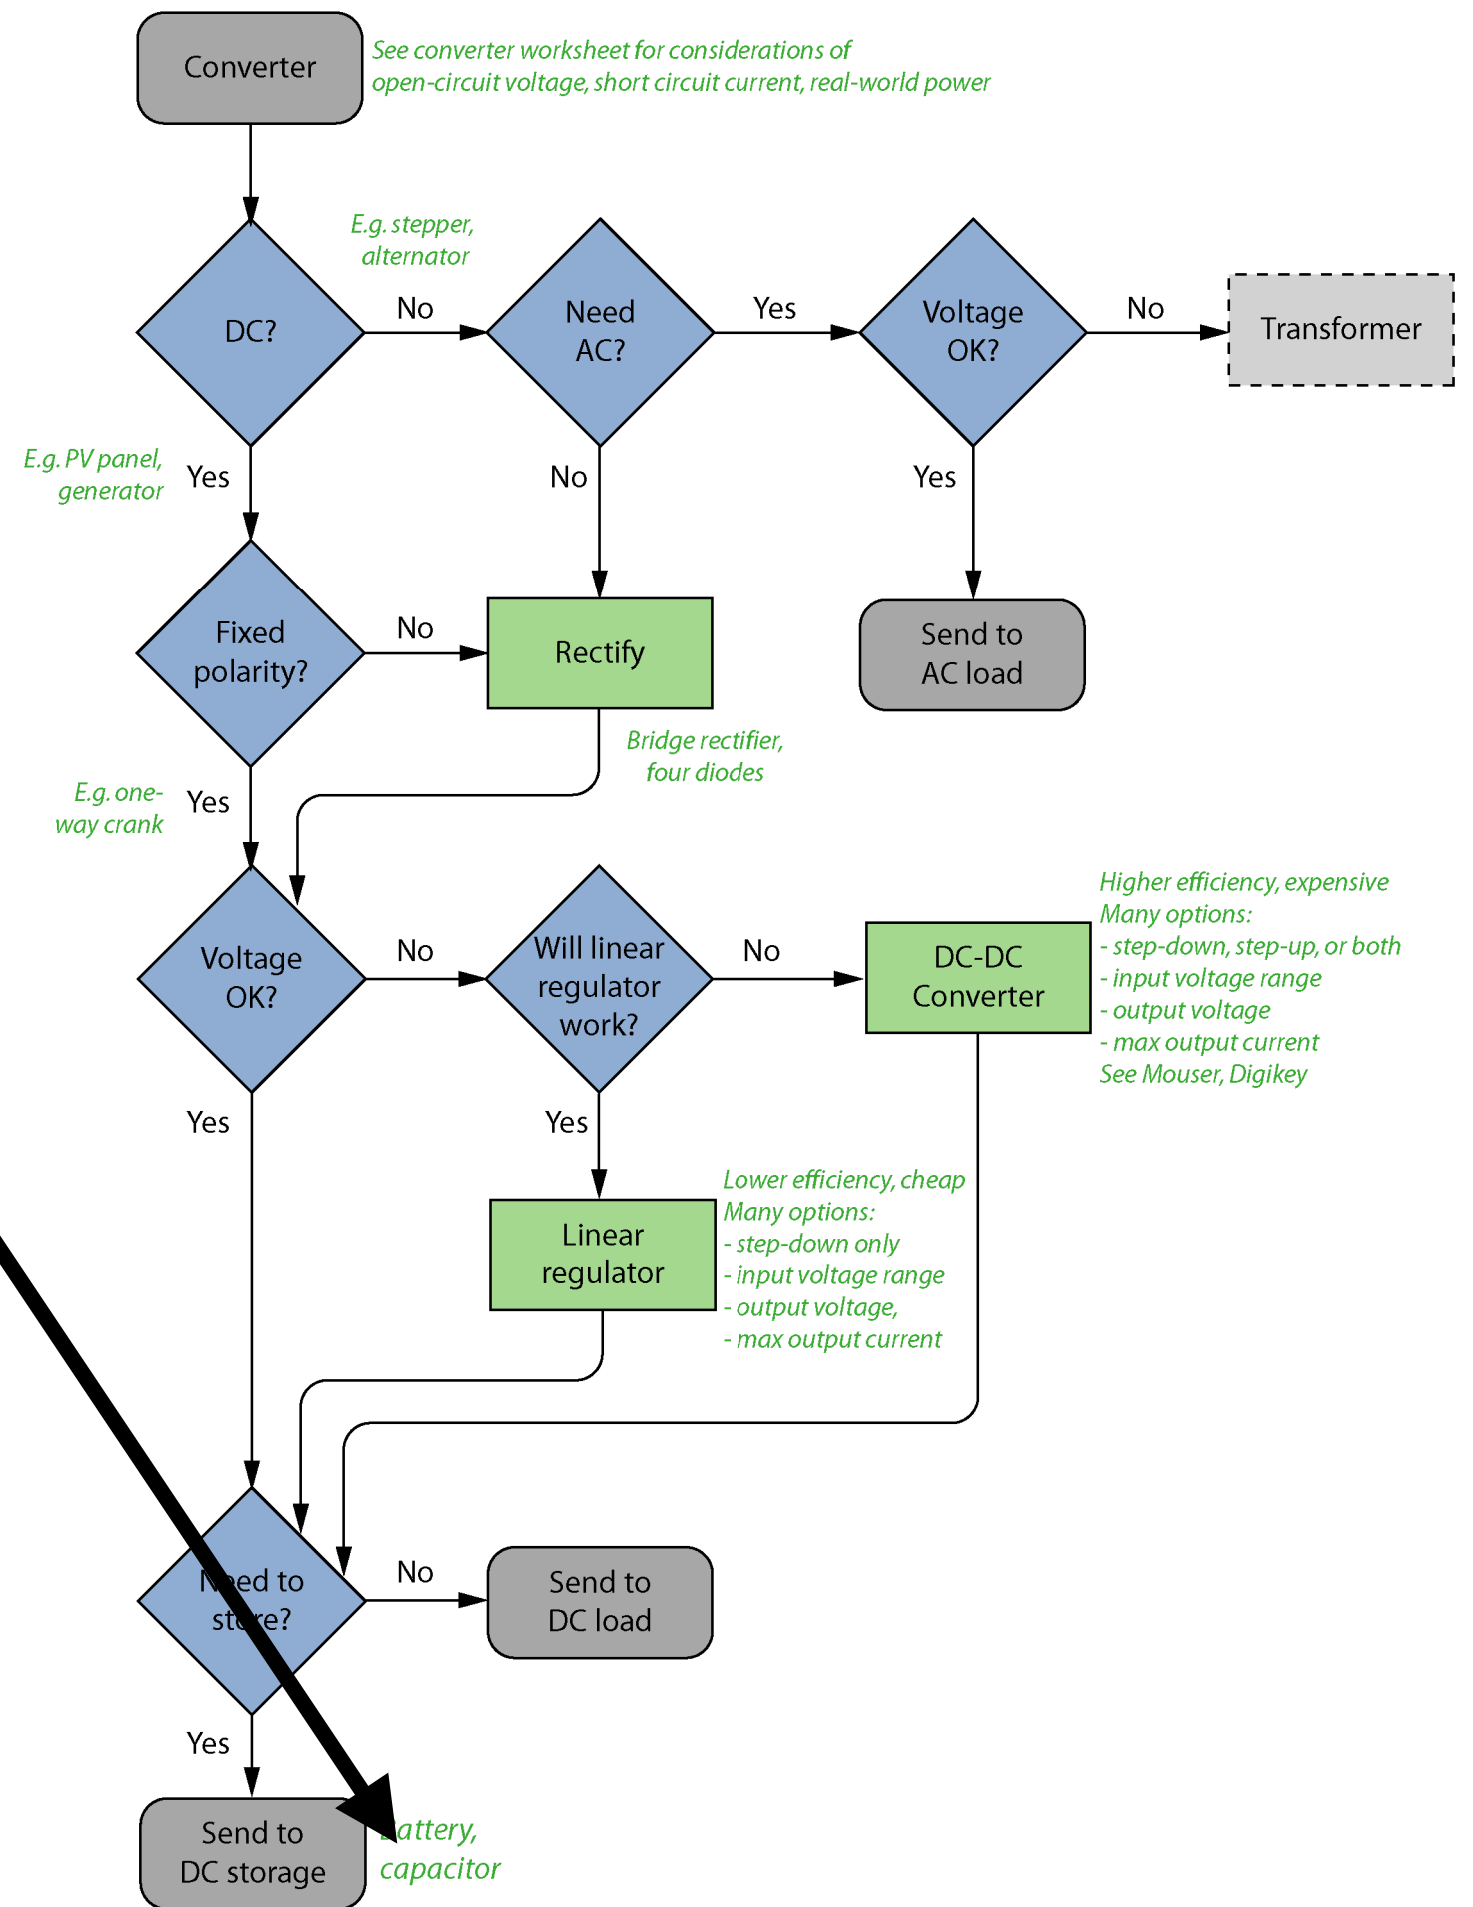 Converter
See converter worksheet for considerations of
open-circuit voltage, short circuit current, real-world power
E.g. stepper,
alternator
DC?
No
Need
AC?
Yes
Voltage
OK?
No
Transformer
E.g. PV panel,
generator
Yes
No
Yes
Fixed
polarity?
No
Rectify
Send to
AC load
Bridge rectifier,
four diodes
E.g. one-
way crank
Yes
Voltage
OK?
No
Will linear
regulator
work?
No
DC-DC
Converter
Higher efficiency, expensive
Many options:
- step-down, step-up, or both
- input voltage range
- output voltage
- max output current
See Mouser, Digikey
Yes
Yes
Linear
regulator
Lower efficiency, cheap
Many options:
- step-down only
- input voltage range
- output voltage,
- max output current
Need to
store?
No
Send to
DC load
Yes
Send to
DC storage
Battery,
capacitor